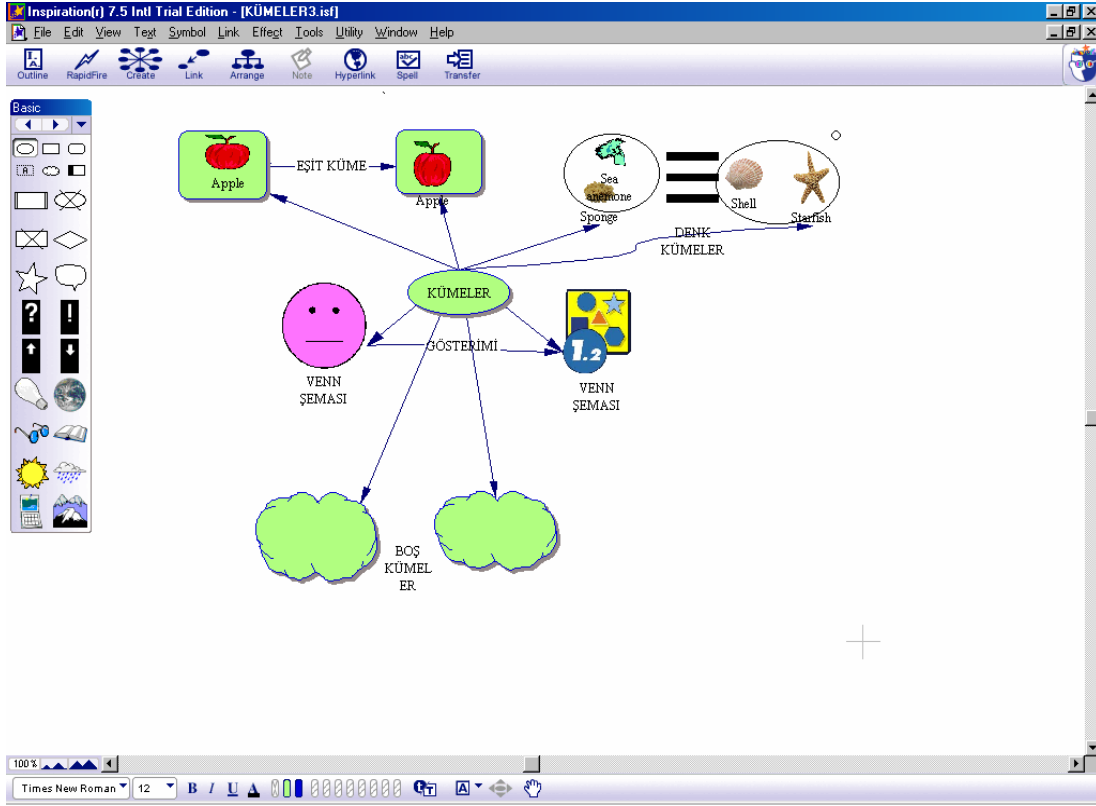 Inspiration(r) 7.5 Intl Trial Edition - [KÜMELER3.isf]
File Edit View Text Symbol Link Effect Tools Utility Window Help
Outline RapidFire Create Link Arrange Note Hyperlink Spell Transfer
Basic
EŞİT KÜME
Apple
Apple
Sea
anemone
Sponge
Shell
Starfish
DENK
KÜMELER
KÜMELER
GÖSTERİMİ
1.2
VENN
ŞEMASI
VENN
ŞEMASI
BOŞ
KÜMEL
ER
100%
Times New Roman 12 B I U A